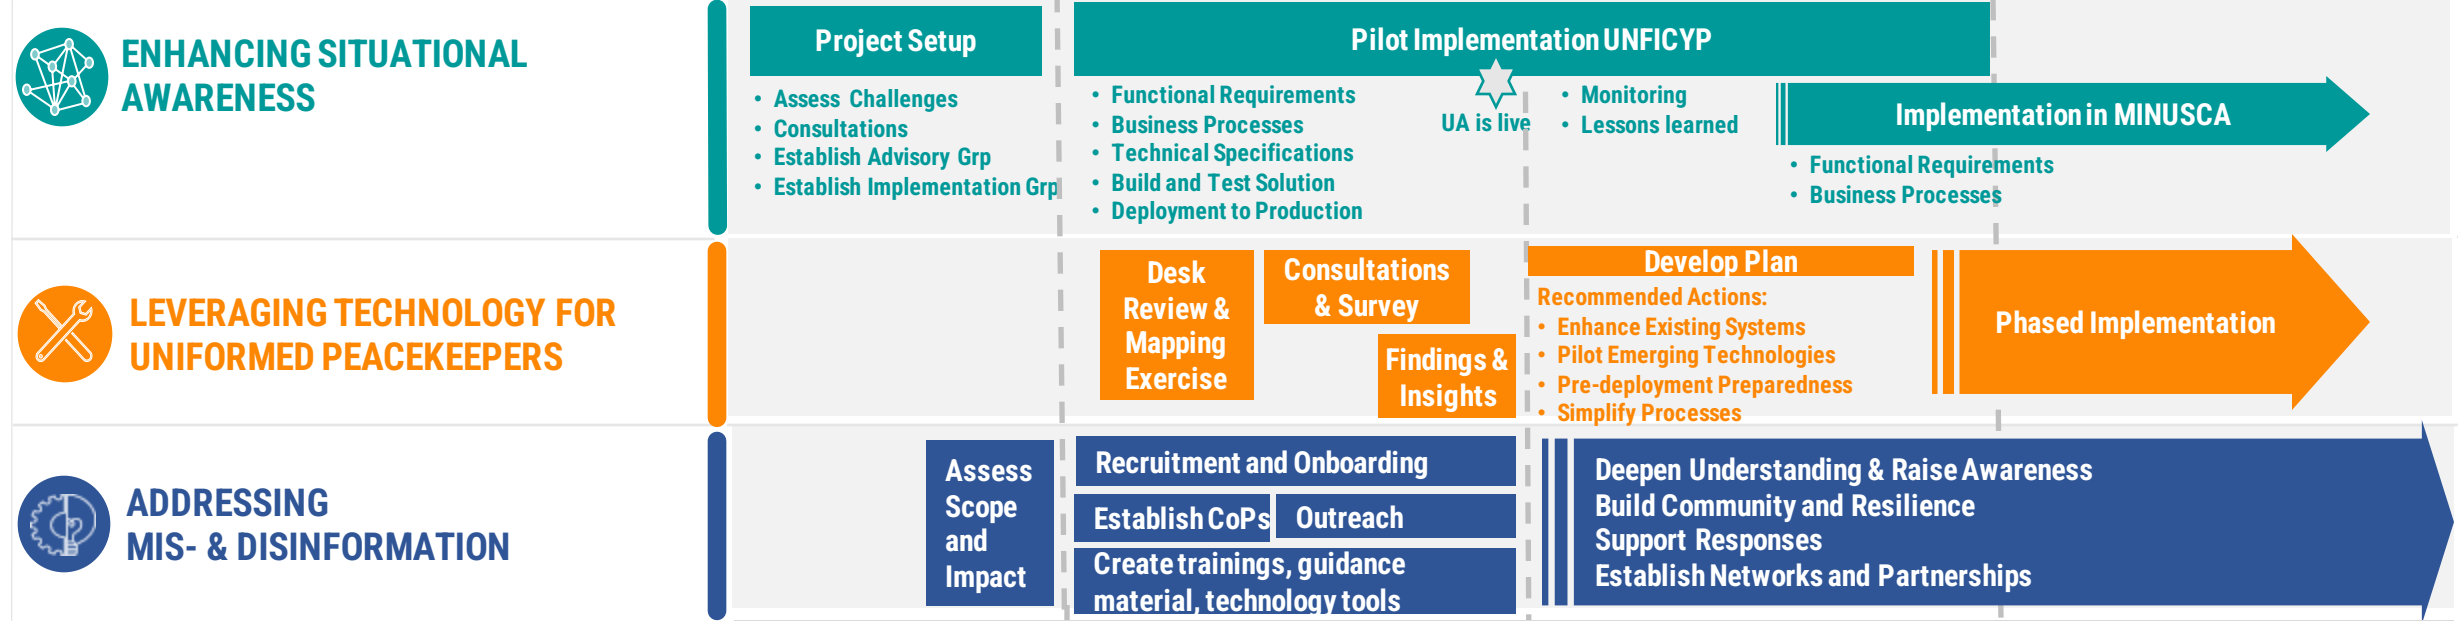 ENHANCING SITUATIONAL
AWARENESS
Project Setup
• Assess Challenges
• Consultations
• Establish Advisory Grp
• Establish Implementation Grp
Pilot Implementation UNFICYP
• Functional Requirements
• Business Processes
• Technical Specifications
• Build and Test Solution
• Deployment to Production
UA is live
• Monitoring
• Lessons learned
Implementation in MINUSCA
• Functional Requirements
• Business Processes
LEVERAGING TECHNOLOGY FOR
UNIFORMED PEACEKEEPERS
Desk
Review &
Mapping
Exercise
Consultations
& Survey
Findings &
Insights
Develop Plan
Recommended Actions:
• Enhance Existing Systems
• Pilot Emerging Technologies
• Pre-deployment Preparedness
• Simplify Processes
Phased Implementation
ADDRESSING
MIS- & DISINFORMATION
Assess
Scope
and
Impact
Recruitment and Onboarding
Establish CoPs
Outreach
Create trainings, guidance
material, technology tools
Deepen Understanding & Raise Awareness
Build Community and Resilience
Support Responses
Establish Networks and Partnerships